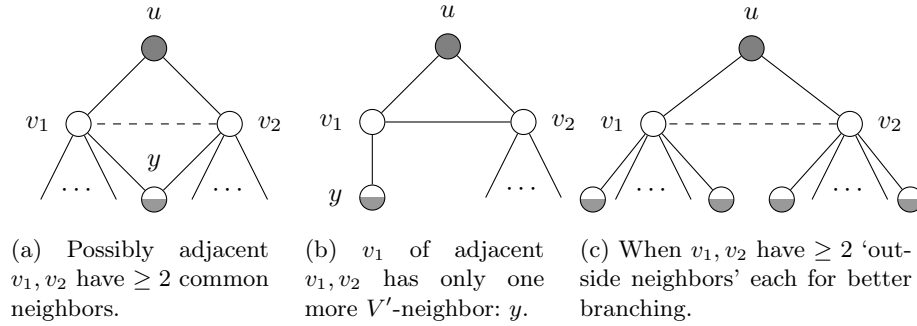 u
v₁
v₂
y
...
...
u
v₁
v₂
y
...
u
v₁
v₂
...
...
(a) Possibly adjacent
v₁, v₂ have ≥ 2 common
neighbors.
(b) v₁ of adjacent
v₁, v₂ has only one
more V′-neighbor: y.
(c) When v₁, v₂ have ≥ 2 ‘out-
side neighbors’ each for better
branching.